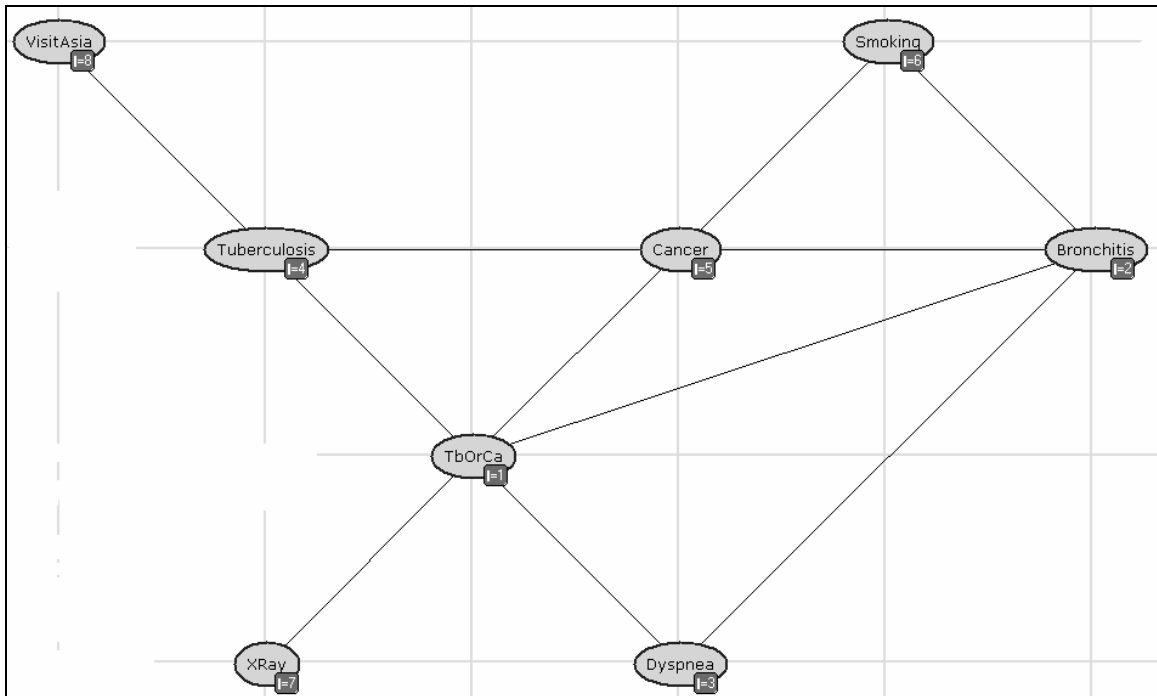 VisitAsia
I=8
Smoking
I=6
Tuberculosis
I=4
Cancer
I=5
Bronchitis
I=2
TbOrCa
I=1
XRay
I=7
Dyspnea
I=3